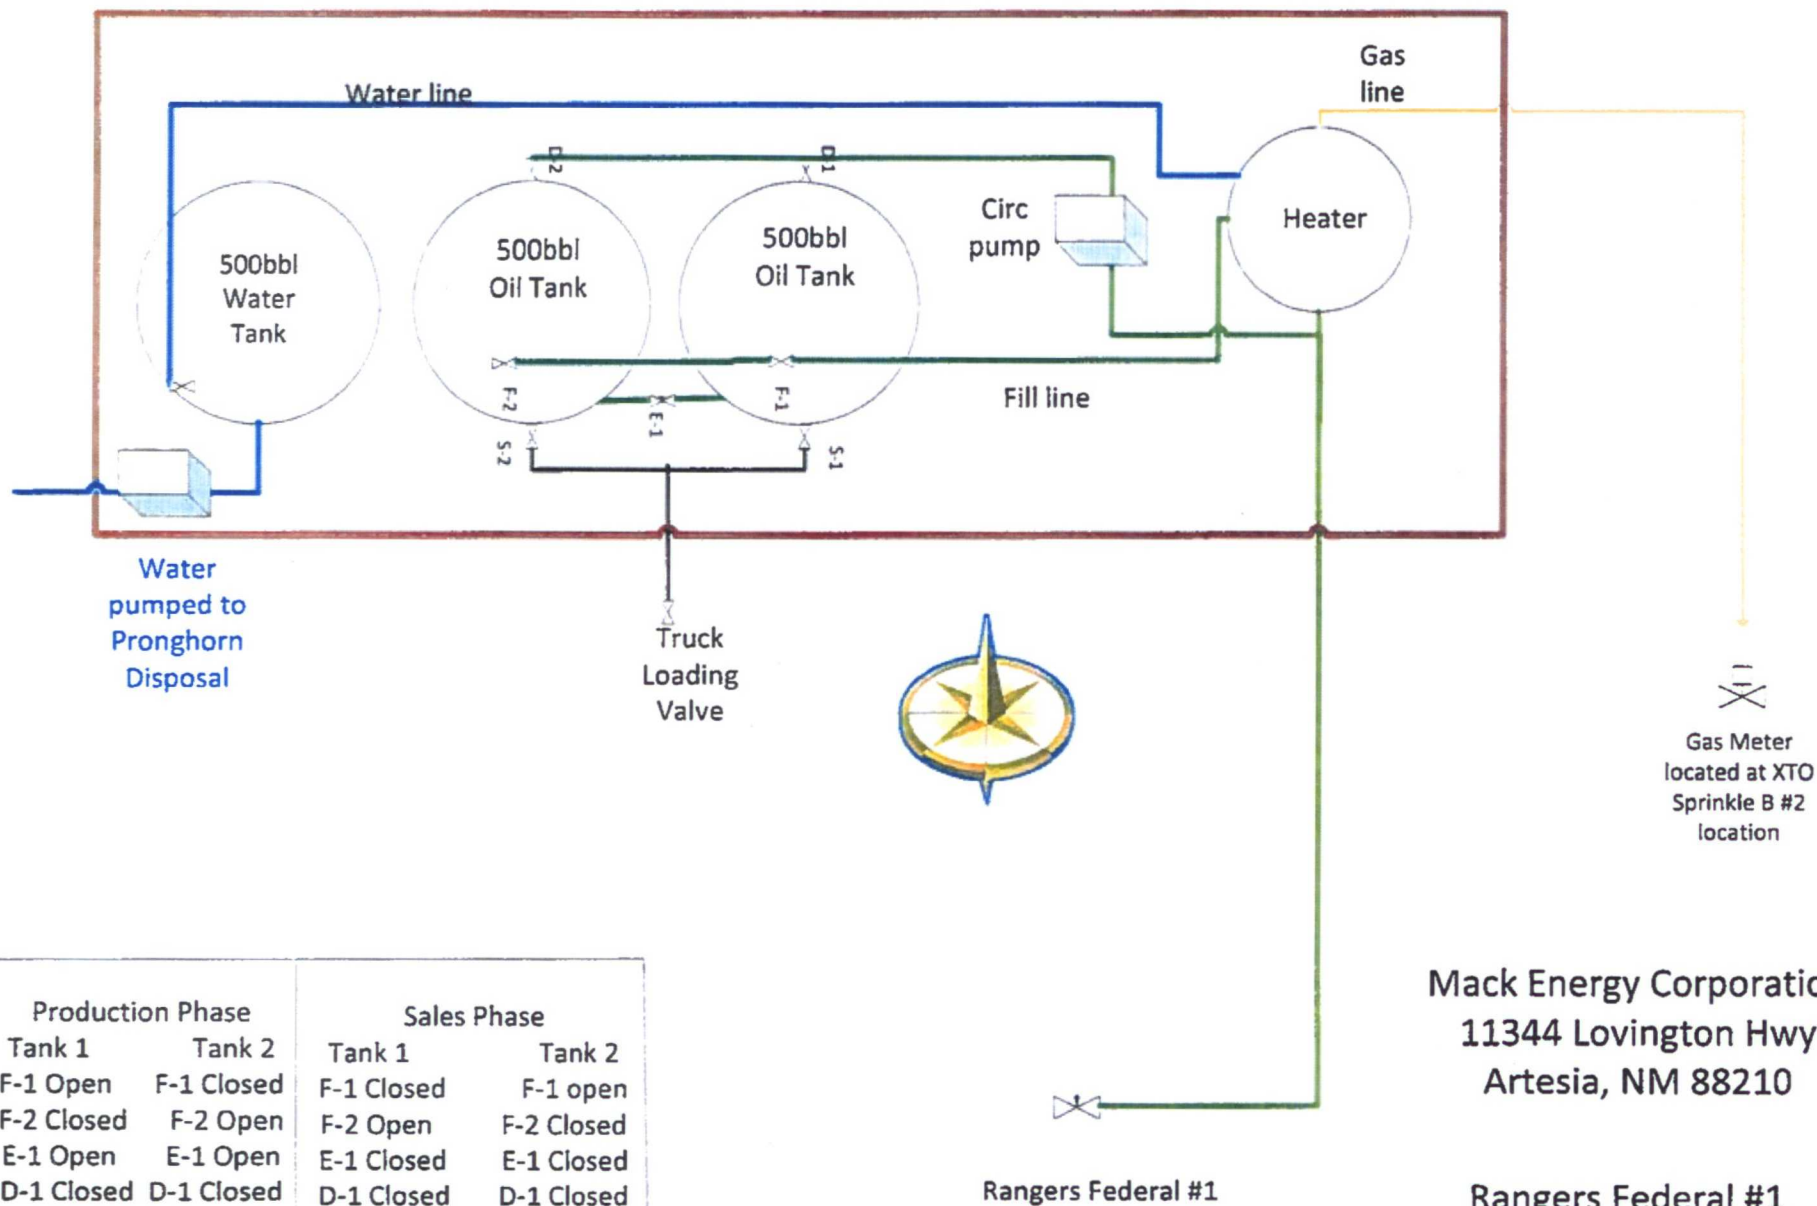 Gas
line
Water line
D-2
D-1
Circ
pump
Heater
500bbl
Water
Tank
500bbl
Oil Tank
500bbl
Oil Tank
F-2
E-1
F-1
Fill line
S-2
S-1
Water
pumped to
Pronghorn
Disposal
Truck
Loading
Valve
Gas Meter
located at XTO
Sprinkle B #2
location
Production Phase
Tank 1 Tank 2
F-1 Open F-1 Closed
F-2 Closed F-2 Open
E-1 Open E-1 Open
D-1 Closed D-1 Closed
Sales Phase
Tank 1 Tank 2
F-1 Closed F-1 open
F-2 Open F-2 Closed
E-1 Closed E-1 Closed
D-1 Closed D-1 Closed
Rangers Federal #1
Mack Energy Corporatio
11344 Lovington Hwy
Artesia, NM 88210
Rangers Federal #1